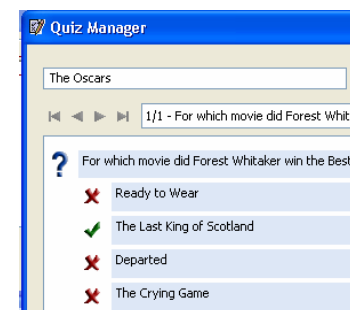 Quiz Manager
The Oscars
1/1 - For which movie did Forest Whit
For which movie did Forest Whitaker win the Best
Ready to Wear
The Last King of Scotland
Departed
The Crying Game